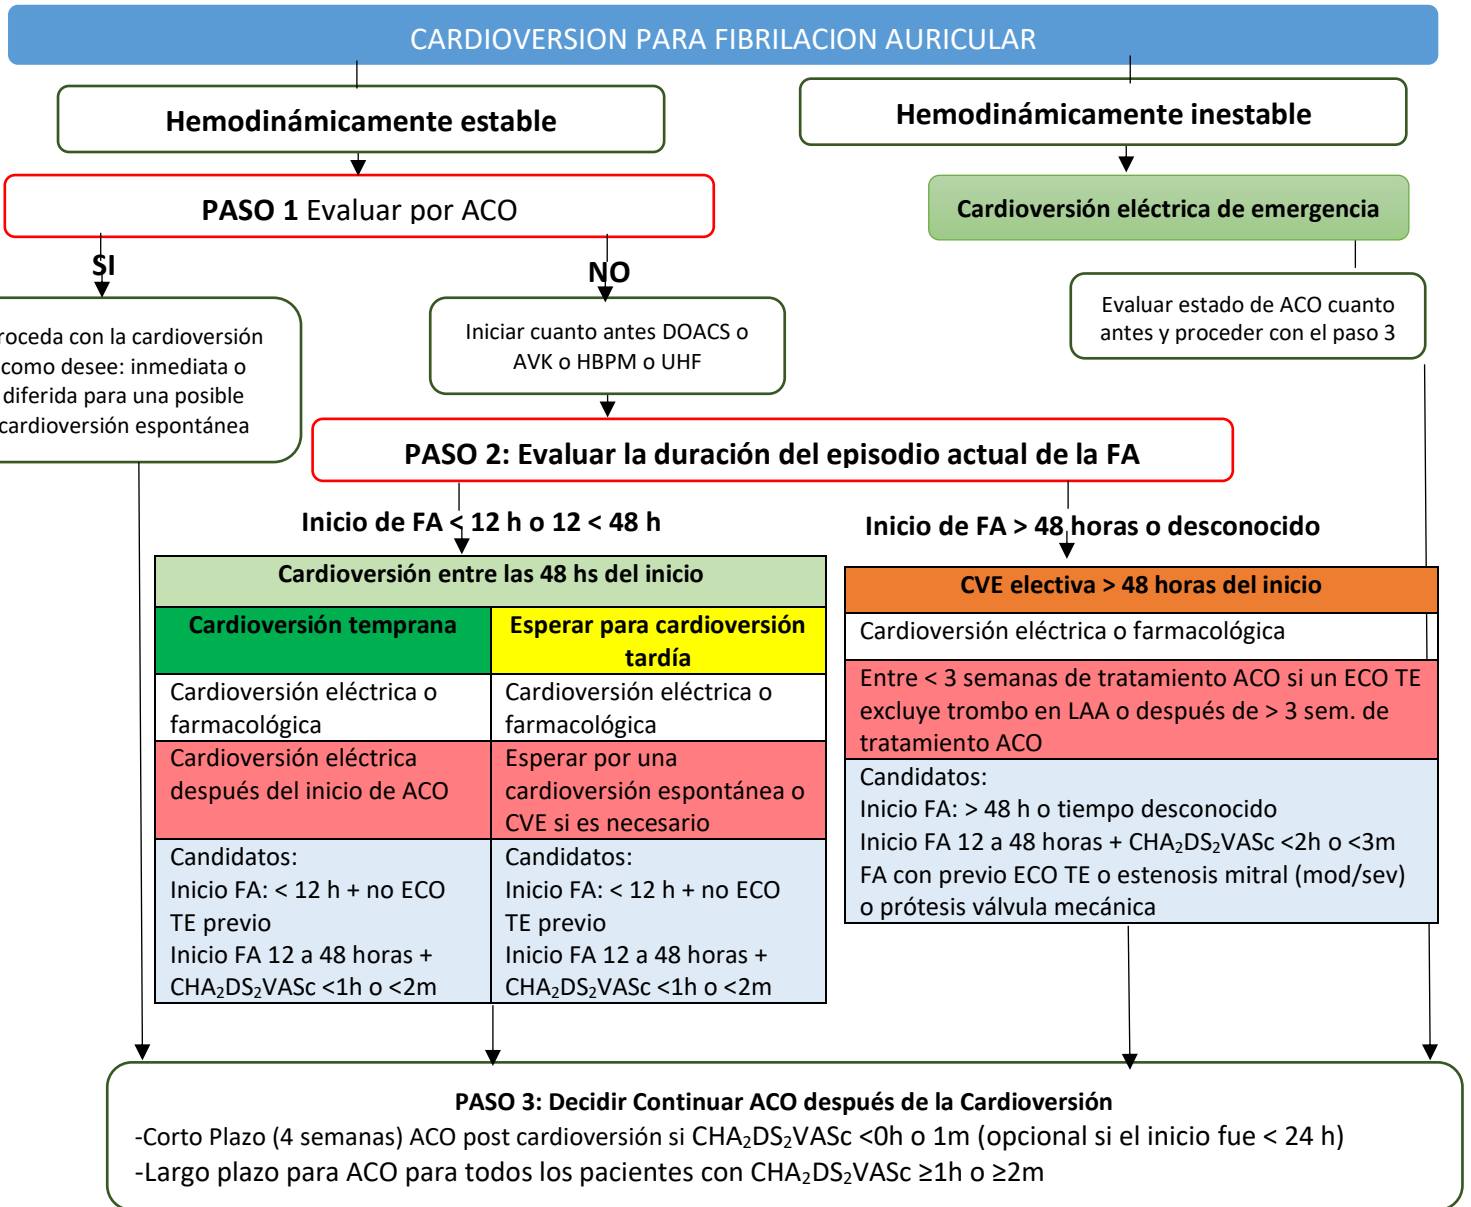 CARDIOVERSION PARA FIBRILACION AURICULAR
Hemodinámicamente estable
Hemodinámicamente inestable
PASO 1 Evaluar por ACO
Cardioversión eléctrica de emergencia
SI
NO
roceda con la cardioversión
como desee: inmediata o
diferida para una posible
cardioversión espontánea
Iniciar cuanto antes DOACS o
AVK o HBPM o UHF
Evaluar estado de ACO cuanto
antes y proceder con el paso 3
PASO 2: Evaluar la duración del episodio actual de la FA
Inicio de FA < 12 h o 12 < 48 h
Inicio de FA > 48 horas o desconocido
Cardioversión entre las 48 hs del inicio
Cardioversión temprana
Esperar para cardioversión
tardía
Cardioversión eléctrica o
farmacológica
Cardioversión eléctrica o
farmacológica
Cardioversión eléctrica
después del inicio de ACO
Esperar por una
cardioversión espontánea o
CVE si es necesario
Candidatos:
Inicio FA: < 12 h + no ECO
TE previo
Inicio FA 12 a 48 horas +
CHA₂DS₂VASc <1h o <2m
Candidatos:
Inicio FA: < 12 h + no ECO
TE previo
Inicio FA 12 a 48 horas +
CHA₂DS₂VASc <1h o <2m
CVE electiva > 48 horas del inicio
Cardioversión eléctrica o farmacológica
Entre < 3 semanas de tratamiento ACO si un ECO TE
excluye trombo en LAA o después de > 3 sem. de
tratamiento ACO
Candidatos:
Inicio FA: > 48 h o tiempo desconocido
Inicio FA 12 a 48 horas + CHA₂DS₂VASc <2h o <3m
FA con previo ECO TE o estenosis mitral (mod/sev)
o prótesis válvula mecánica
PASO 3: Decidir Continuar ACO después de la Cardioversión
-Corto Plazo (4 semanas) ACO post cardioversión si CHA₂DS₂VASc <0h o 1m (opcional si el inicio fue < 24 h)
-Largo plazo para ACO para todos los pacientes con CHA₂DS₂VASc ≥1h o ≥2m